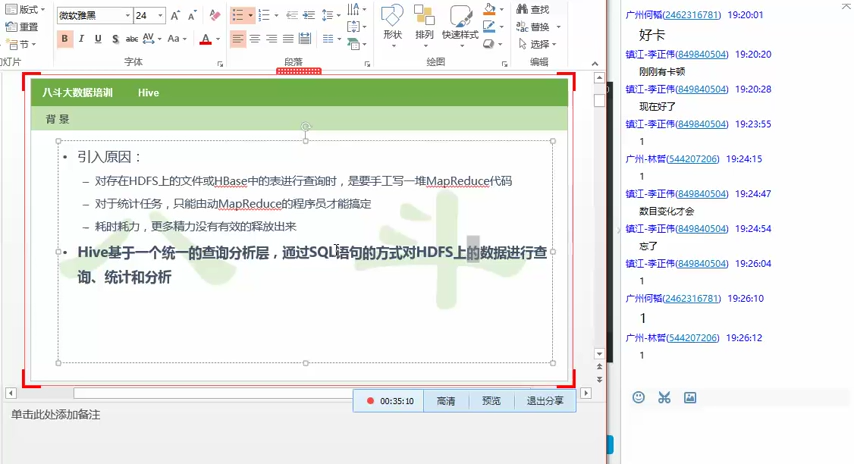 版式
重置
节
微软雅黑
24
A
A
B
I
U
S
abc
AV
Aa
A
字体
段落
形状
排列
快速样式
绘图
查找
替换
选择
编辑
灯片
八斗大数据培训 Hive
背景
• 引入原因：
– 对存在HDFS上的文件或HBase中的表进行查询时，是要手工写一堆MapReduce代码
– 对于统计任务，只能由动MapReduce的程序员才能搞定
– 耗时耗力，更多精力没有有效的释放出来
• Hive基于一个统一的查询分析层，通过SQL语句的方式对HDFS上的数据进行查
询、统计和分析
八斗
00:35:10 高清 预览 退出分享
单击此处添加备注
广州何韬(2462316781) 19:20:01
好卡
镇江-李正伟(849840504) 19:20:20
刚刚有卡顿
镇江-李正伟(849840504) 19:20:28
现在好了
镇江-李正伟(849840504) 19:23:55
1
广州-林晢(544207206) 19:24:15
1
镇江-李正伟(849840504) 19:24:47
数目变化才会
镇江-李正伟(849840504) 19:24:54
忘了
镇江-李正伟(849840504) 19:26:04
1
广州何韬(2462316781) 19:26:10
1
广州-林晢(544207206) 19:26:12
1